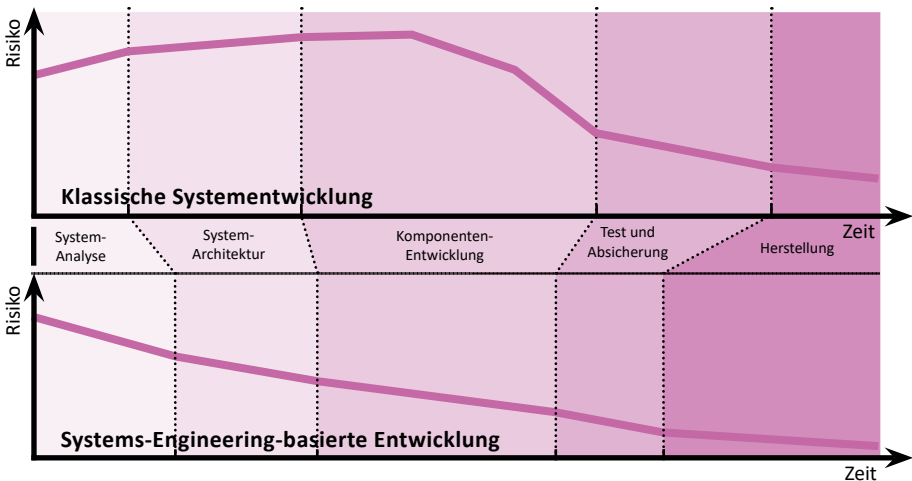 Risiko
Klassische Systementwicklung
Zeit
System-
Analyse
System-
Architektur
Komponenten-
Entwicklung
Test und
Absicherung
Herstellung
Risiko
Systems-Engineering-basierte Entwicklung
Zeit